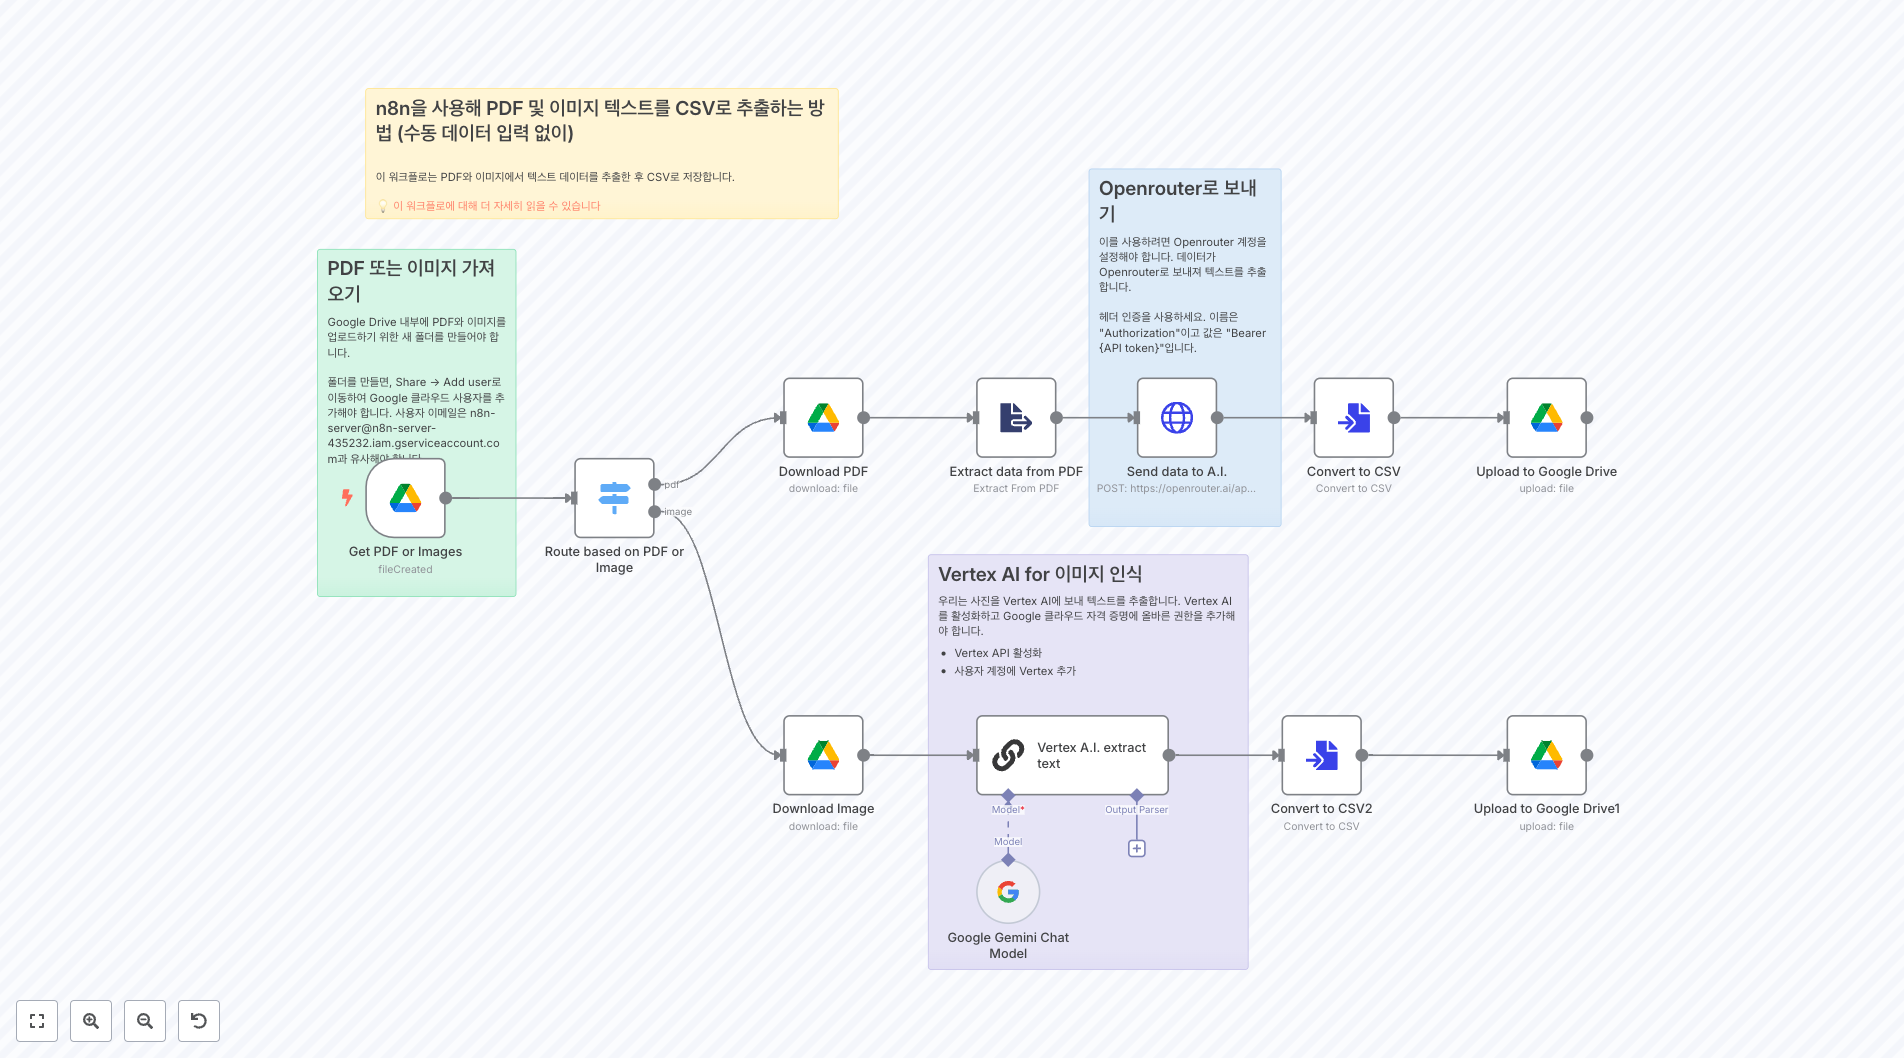 n8n을 사용해 PDF 및 이미지 텍스트를 CSV로 추출하는 방
법 (수동 데이터 입력 없이)
이 워크플로는 PDF와 이미지에서 텍스트 데이터를 추출한 후 CSV로 저장합니다.
💡 이 워크플로에 대해 더 자세히 읽을 수 있습니다
PDF 또는 이미지 가져
오기
Google Drive 내부에 PDF와 이미지를
업로드하기 위한 새 폴더를 만들어야 합
니다.
폴더를 만들면, Share → Add user로
이동하여 Google 클라우드 사용자를 추
가해야 합니다. 사용자 이메일은 n8n-
server@n8n-server-
435232.iam.gserviceaccount.co
m과 유사해야 합니다.
Get PDF or Images
fileCreated
Route based on PDF or
Image
pdf
image
Openrouter로 보내
기
이를 사용하려면 Openrouter 계정을
설정해야 합니다. 데이터가
Openrouter로 보내져 텍스트를 추출
합니다.
헤더 인증을 사용하세요. 이름은
"Authorization"이고 값은 "Bearer
{API token}"입니다.
Download PDF
download: file
Extract data from PDF
Extract From PDF
Send data to A.I.
POST: https://openrouter.ai/ap...
Convert to CSV
Convert to CSV
Upload to Google Drive
upload: file
Vertex AI for 이미지 인식
우리는 사진을 Vertex AI에 보내 텍스트를 추출합니다. Vertex AI
를 활성화하고 Google 클라우드 자격 증명에 올바른 권한을 추가해
야 합니다.
• Vertex API 활성화
• 사용자 계정에 Vertex 추가
Download Image
download: file
Vertex A.I. extract
text
Model*
Output Parser
Model
Google Gemini Chat
Model
Convert to CSV2
Convert to CSV
Upload to Google Drive1
upload: file